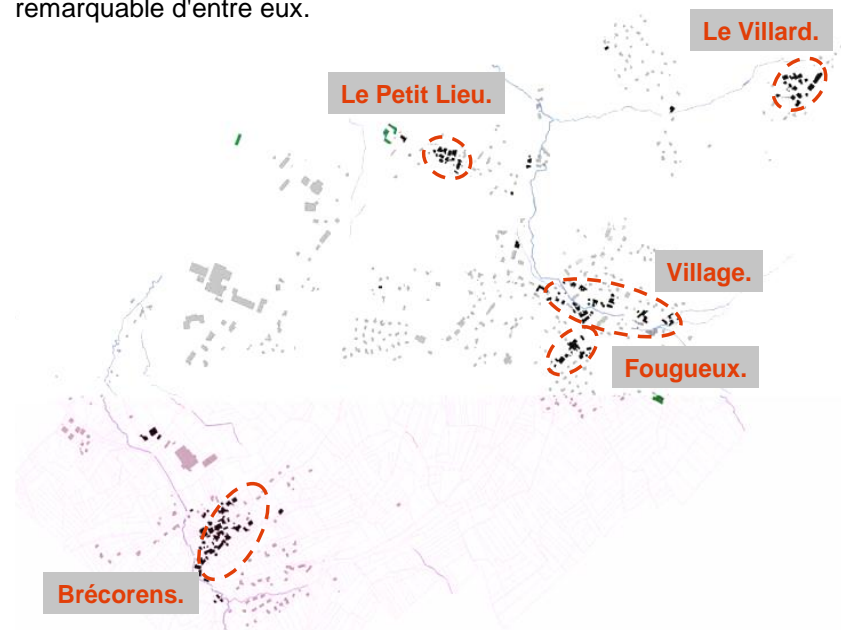 remarquable d'entre eux.
Le Villard.
Le Petit Lieu.
Village.
Fougueux.
Brécorens.